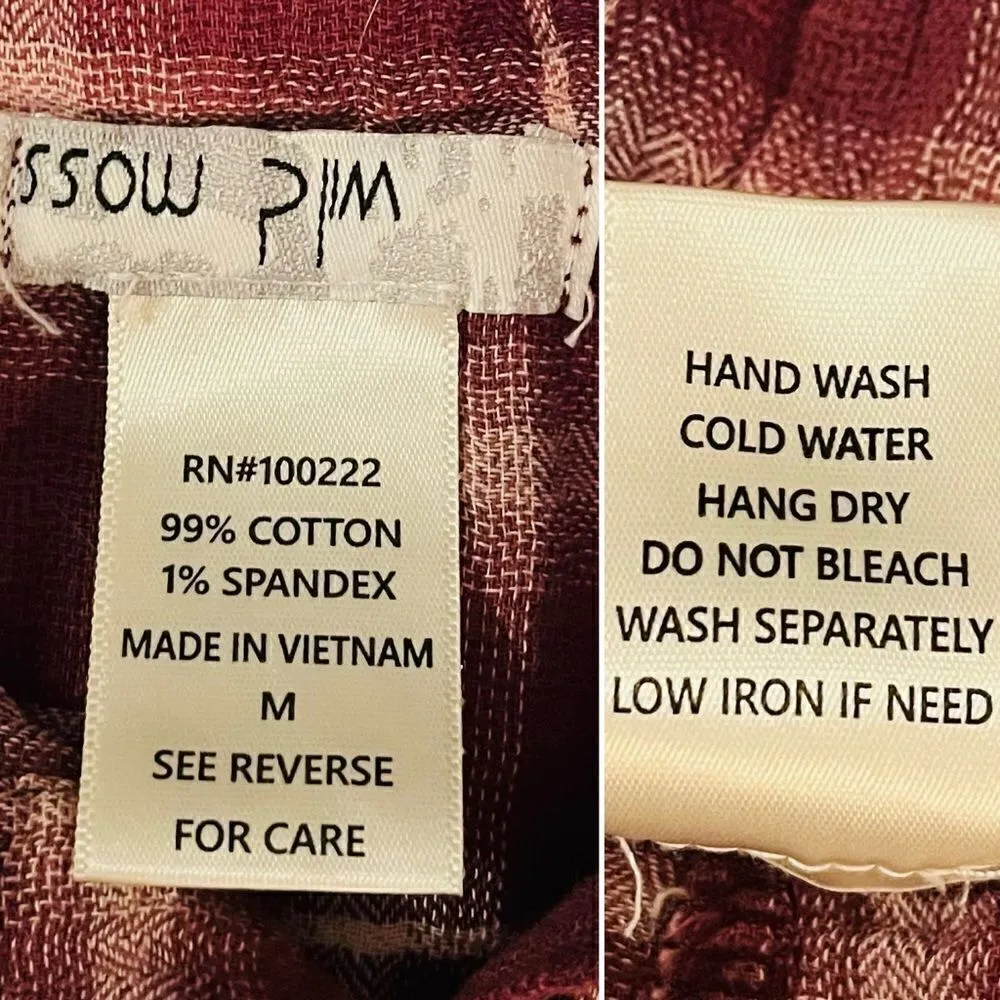 wild moss
RN#100222
99% COTTON
1% SPANDEX
MADE IN VIETNAM
M
SEE REVERSE
FOR CARE
HAND WASH
COLD WATER
HANG DRY
DO NOT BLEACH
WASH SEPARATELY
LOW IRON IF NEED